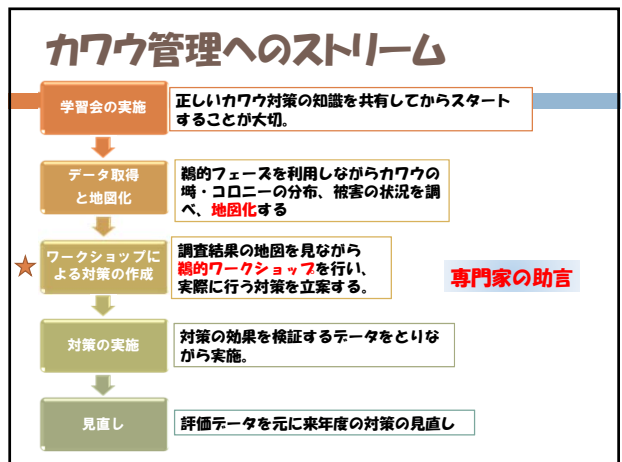 カワウ管理へのストリーム
学習会の実施
正しいカワウ対策の知識を共有してからスタート
することが大切。
データ取得
と地図化
鵜的フェーズを利用しながらカワウの
塒・コロニーの分布、被害の状況を調
べ、地図化する
ワークショップに
よる対策の作成
調査結果の地図を見ながら
鵜的ワークショップを行い、
実際に行う対策を立案する。
専門家の助言
対策の実施
対策の効果を検証するデータをとりな
がら実施。
見直し
評価データを元に来年度の対策の見直し